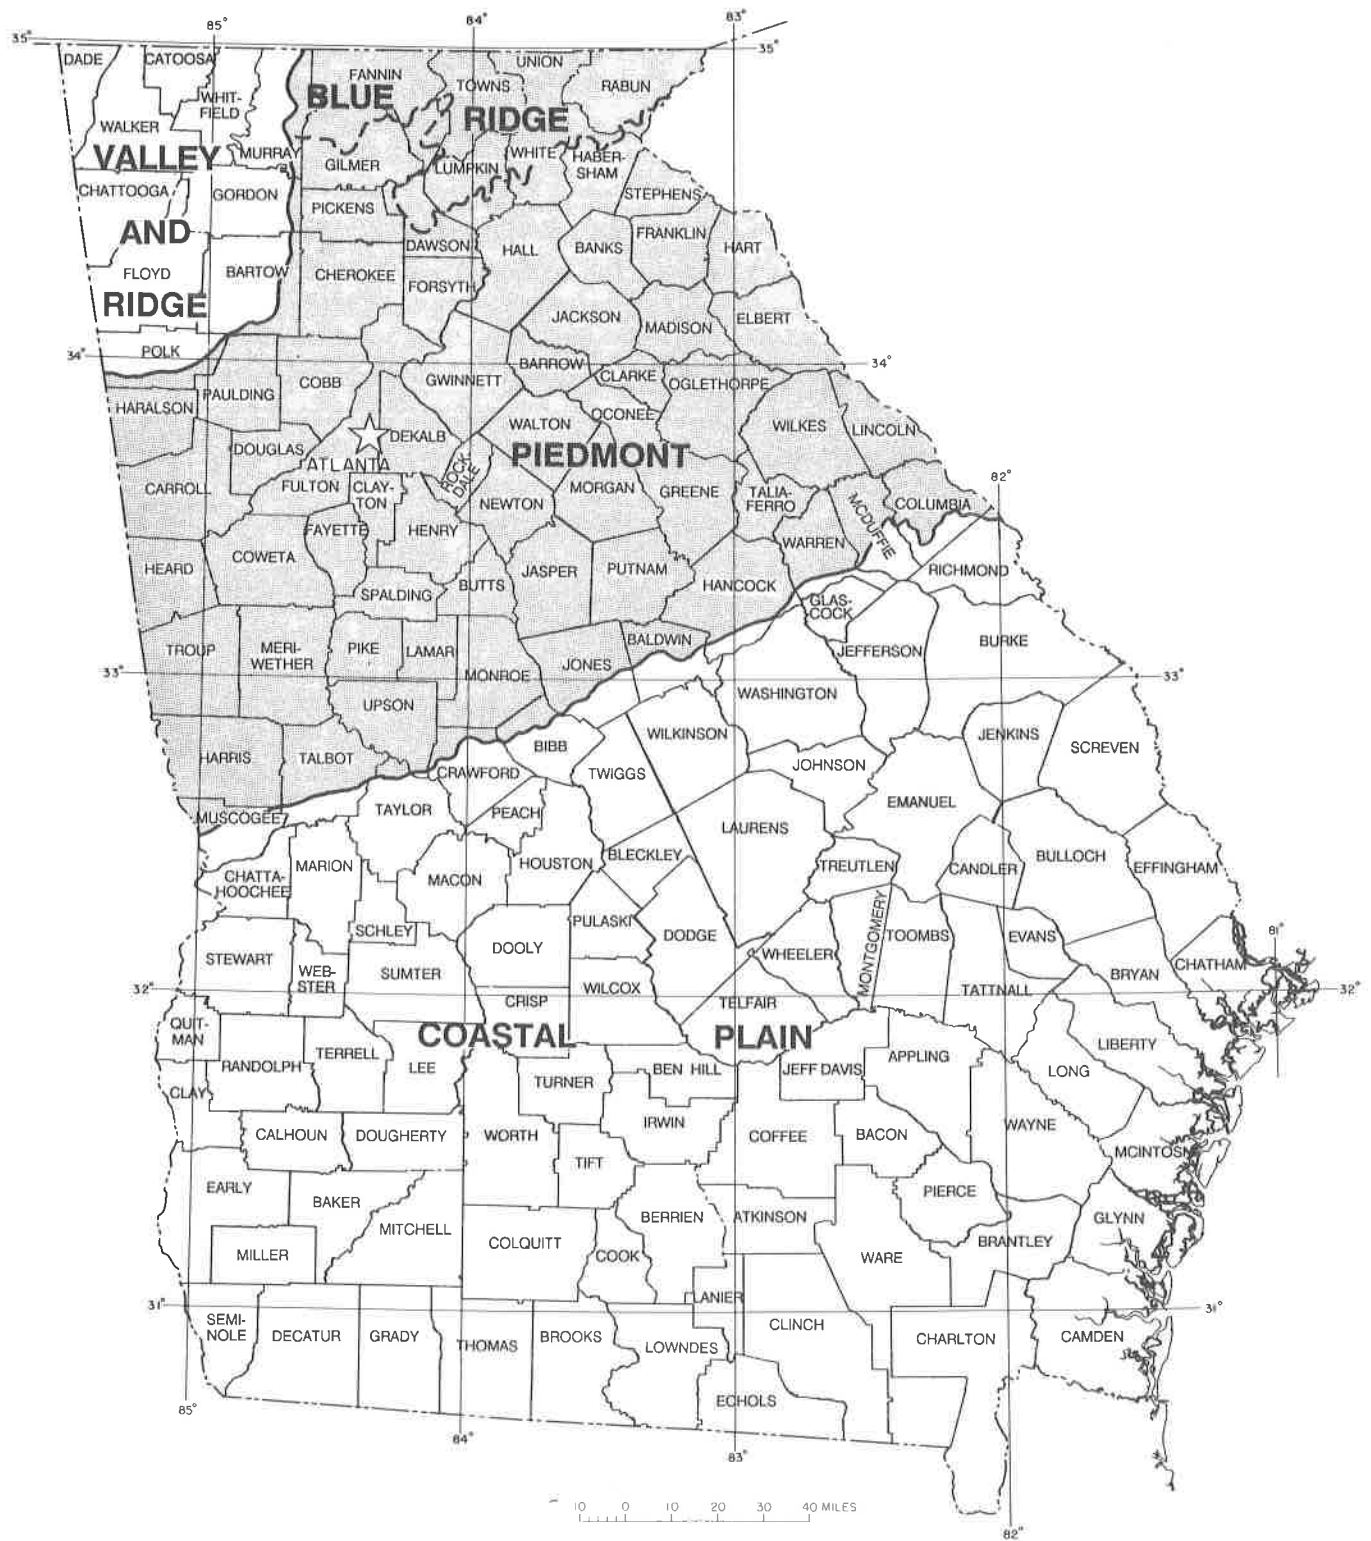 85°
84°
83°
35°
35°
DADE
CATOOSA
FANNIN
TOWNS
UNION
RABUN
WHIT-
FIELD
WALKER
BLUE
RIDGE
VALLEY
MURRAY
GILMER
LUMPKIN
WHITE
HABER-
SHAM
CHATTOOGA
GORDON
PICKENS
STEPHENS
AND
DAWSON
HALL
BANKS
FRANKLIN
HART
FLOYD
BARTOW
CHEROKEE
FORSYTH
RIDGE
JACKSON
MADISON
ELBERT
34°
POLK
COBB
GWINNETT
BARROW
CLARKE
OGLETHORPE
34°
HARALSON
PAULDING
WALTON
OCONEE
WILKES
LINCOLN
DOUGLAS
DEKALB
PIEDMONT
ATLANTA
CARROLL
FULTON
CLAY-
TON
ROCK-
DALE
NEWTON
MORGAN
GREENE
TALIA-
FERRO
MCDUFFIE
COLUMBIA
82°
FAYETTE
HENRY
WARREN
HEARD
COWETA
SPALDING
BUTTS
JASPER
PUTNAM
HANCOCK
RICHMOND
GLAS-
COCK
TROUP
MERI-
WETHER
PIKE
LAMAR
MONROE
JONES
BALDWIN
JEFFERSON
BURKE
33°
33°
UPSON
WASHINGTON
HARRIS
TALBOT
BIBB
WILKINSON
JENKINS
SCREVEN
CRAWFORD
TWIGGS
JOHNSON
MUSCOGEE
TAYLOR
PEACH
LAURENS
EMANUEL
CHATTA-
HOOCHEE
MARION
MACON
HOUSTON
BLECKLEY
TREUTLEN
CANDLER
BULLOCH
EFFINGHAM
SCHLEY
PULASKI
DODGE
WHEELER
MONTGOMERY
TOOMBS
EVANS
81°
STEWART
WEB-
STER
SUMTER
DOOLY
BRYAN
CHATHAM
32°
CRISP
WILCOX
TELFAIR
TATTNALL
32°
QUIT-
MAN
COASTAL
PLAIN
RANDOLPH
TERRELL
LEE
TURNER
BEN HILL
JEFF DAVIS
APPLING
LONG
LIBERTY
CLAY
CALHOUN
DOUGHERTY
WORTH
IRWIN
COFFEE
BACON
WAYNE
MCINTOSH
TIFT
EARLY
BAKER
MITCHELL
BERRIEN
ATKINSON
PIERCE
GLYNN
MILLER
COLQUITT
COOK
WARE
BRANTLEY
LANIER
31°
31°
SEMI-
NOLE
DECATUR
GRADY
THOMAS
BROOKS
LOWNDES
CLINCH
CHARLTON
CAMDEN
ECHOLS
85°
84°
83°
10 0 10 20 30 40 MILES
82°